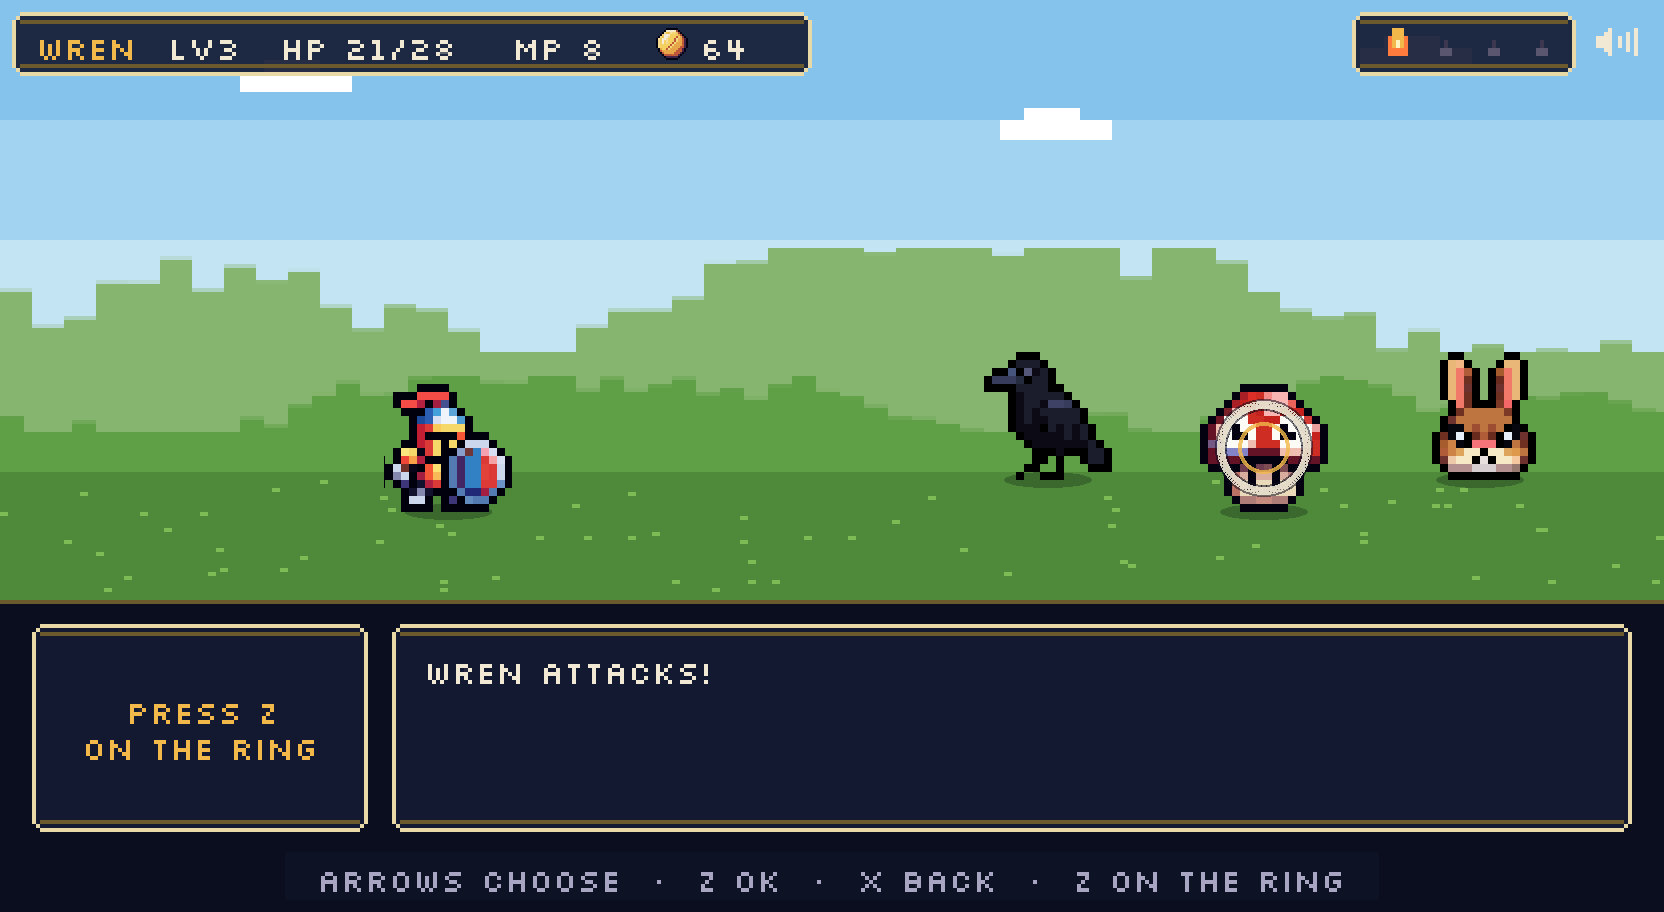 WREN LV3 HP 21/28 MP 8 64
WREN ATTACKS!
PRESS Z
ON THE RING
ARROWS CHOOSE · Z OK · X BACK · Z ON THE RING